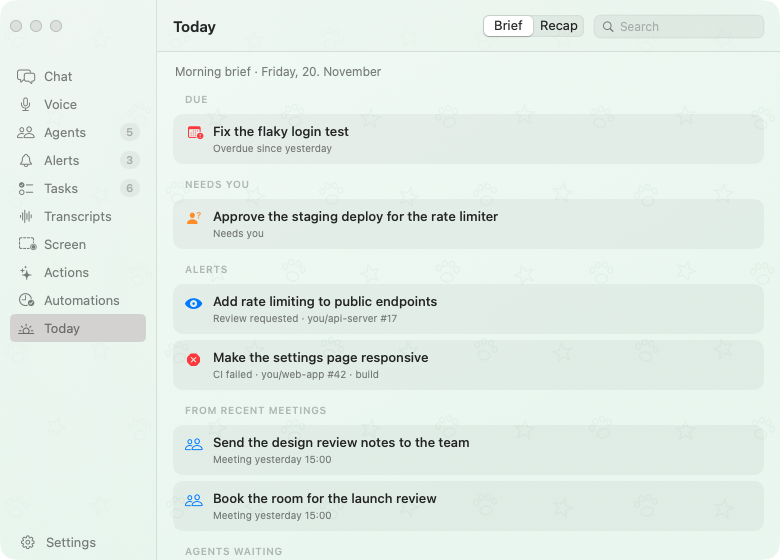 Today
Brief
Recap
Search
Chat
Voice
Agents 5
Alerts 3
Tasks 6
Transcripts
Screen
Actions
Automations
Today
Settings
Morning brief · Friday, 20. November
DUE
Fix the flaky login test
Overdue since yesterday
NEEDS YOU
Approve the staging deploy for the rate limiter
Needs you
ALERTS
Add rate limiting to public endpoints
Review requested · you/api-server #17
Make the settings page responsive
CI failed · you/web-app #42 · build
FROM RECENT MEETINGS
Send the design review notes to the team
Meeting yesterday 15:00
Book the room for the launch review
Meeting yesterday 15:00
AGENTS WAITING